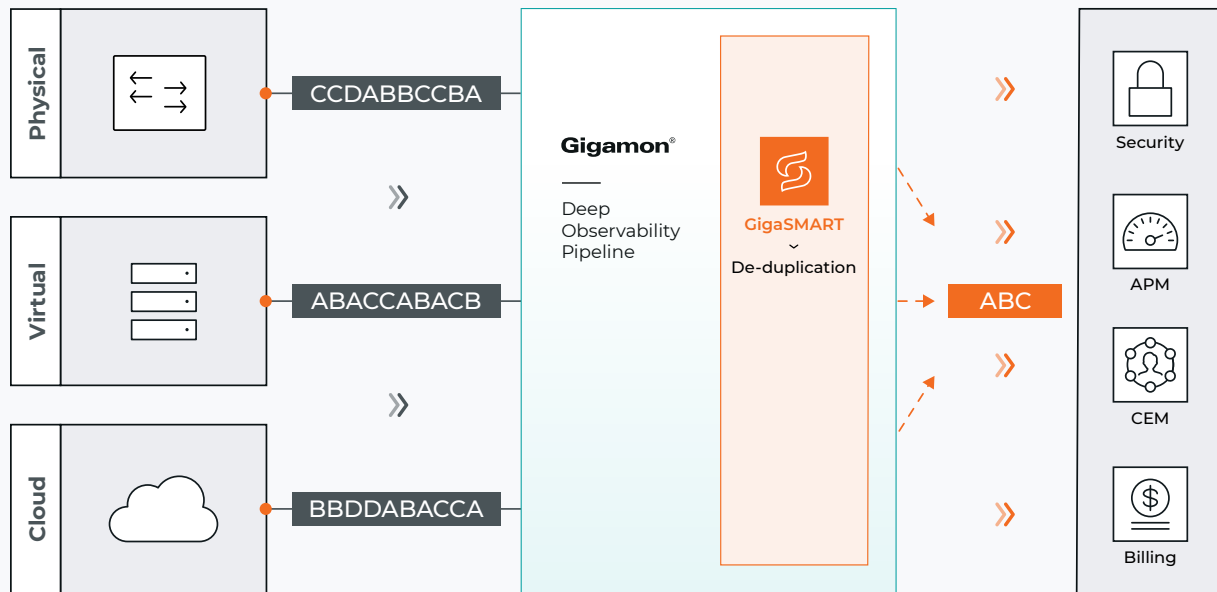 Physical
CCDABBCCBA
Virtual
ABACCABACB
Cloud
BBDDABACCA
Gigamon®
Deep
Observability
Pipeline
GigaSMART
De-duplication
ABC
Security
APM
CEM
$
Billing